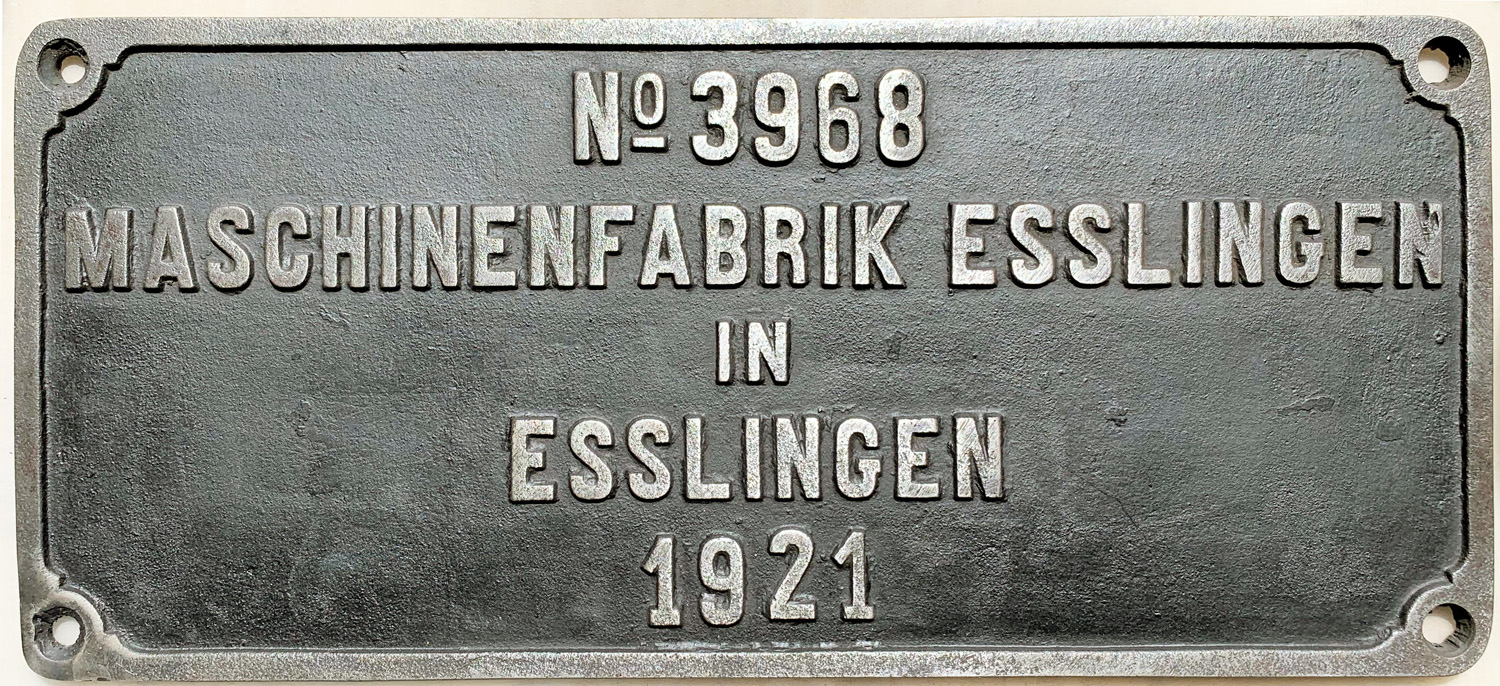 Nº 3968
MASCHINENFABRIK ESSLINGEN
IN
ESSLINGEN
1921